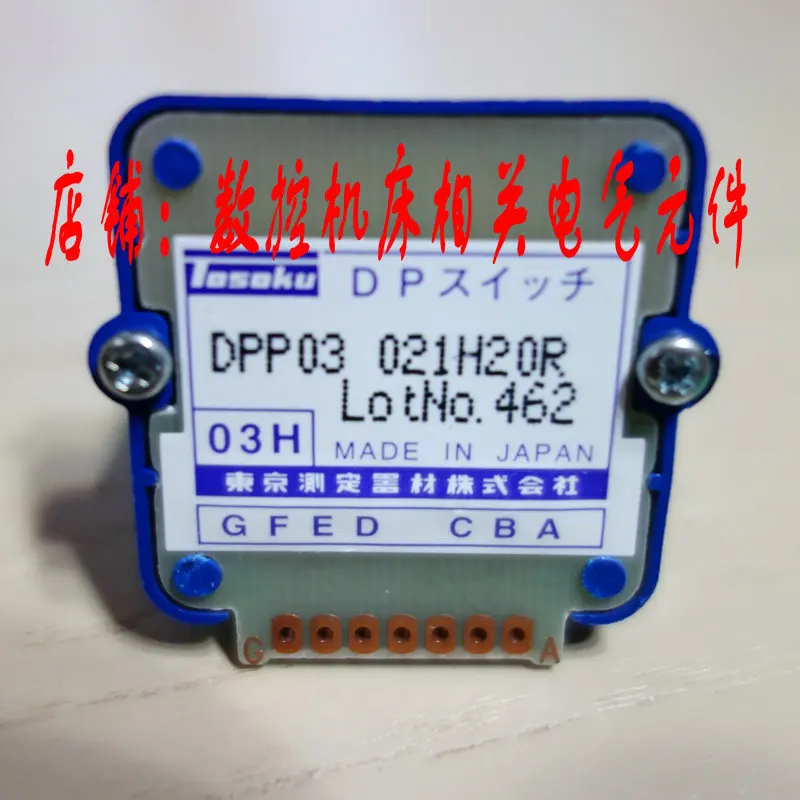 店铺：数控机床相关电气元件
Tosoku DPスイッチ
DPP03 021H20R
LotNo. 462
03H MADE IN JAPAN
東京測定器材株式会社
GFED CBA
G A